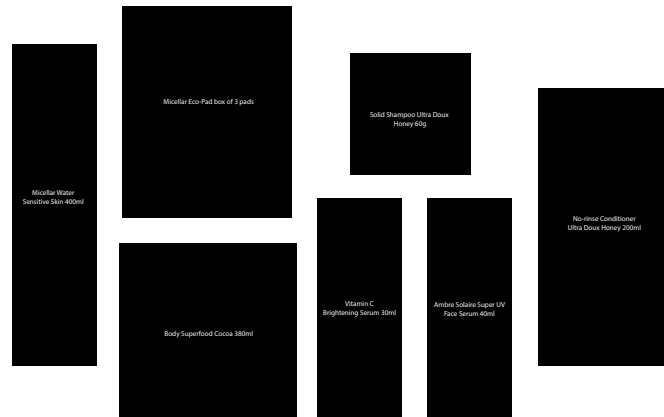 Micellar Eco-Pad box of 3 pads
Solid Shampoo Ultra Doux
Honey 60g
Micellar Water
Sensitive Skin 400ml
No-rinse Conditioner
Ultra Doux Honey 200ml
Body Superfood Cocoa 380ml
Vitamin C
Brightening Serum 30ml
Ambre Solaire Super UV
Face Serum 40ml